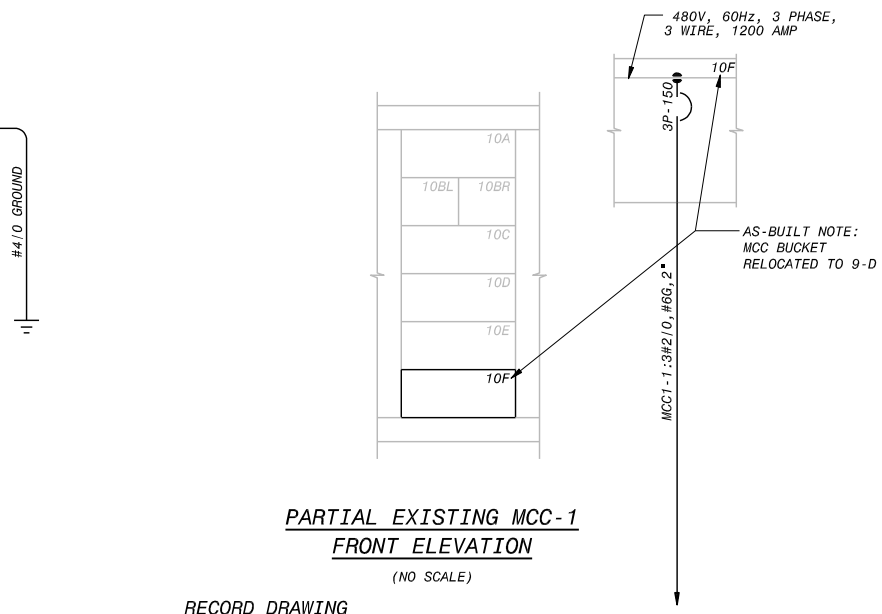 480V, 60Hz, 3 PHASE,
3 WIRE, 1200 AMP
10F
3P-150
#4/0 GROUND
10A
10BL
10BR
10C
10D
10E
10F
AS-BUILT NOTE:
MCC BUCKET
RELOCATED TO 9-D
MCC1-1:3#2/0,#6G,2"
PARTIAL EXISTING MCC-1
FRONT ELEVATION
(NO SCALE)
RECORD DRAWING